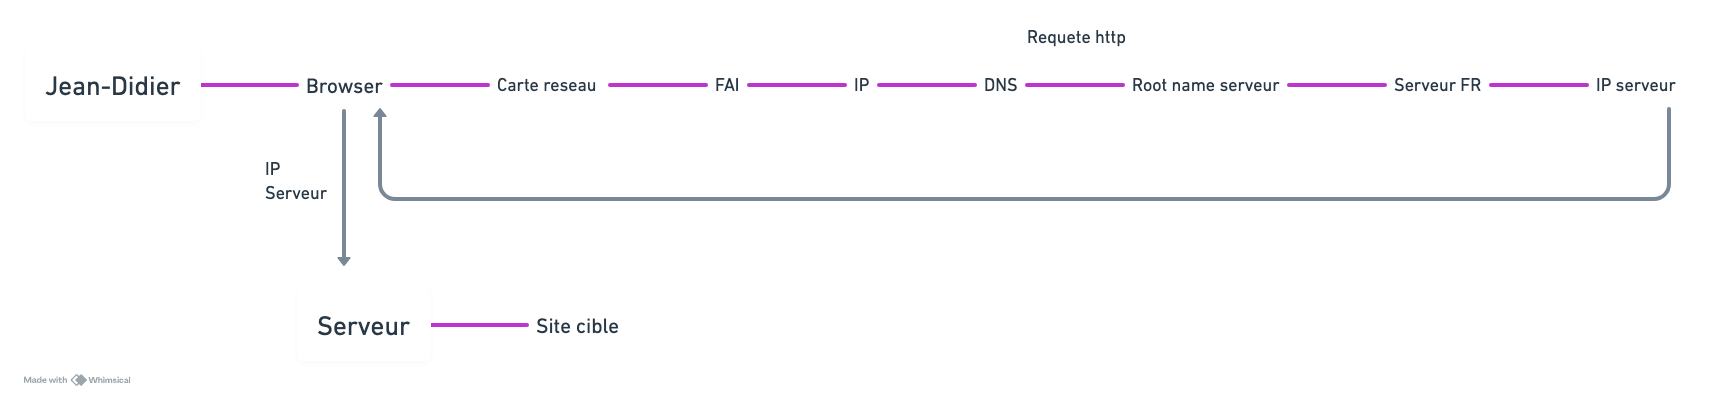 Requete http
Jean-Didier
Browser
Carte reseau
FAI
IP
DNS
Root name serveur
Serveur FR
IP serveur
IP
Serveur
Serveur
Site cible
Made with Whimsical